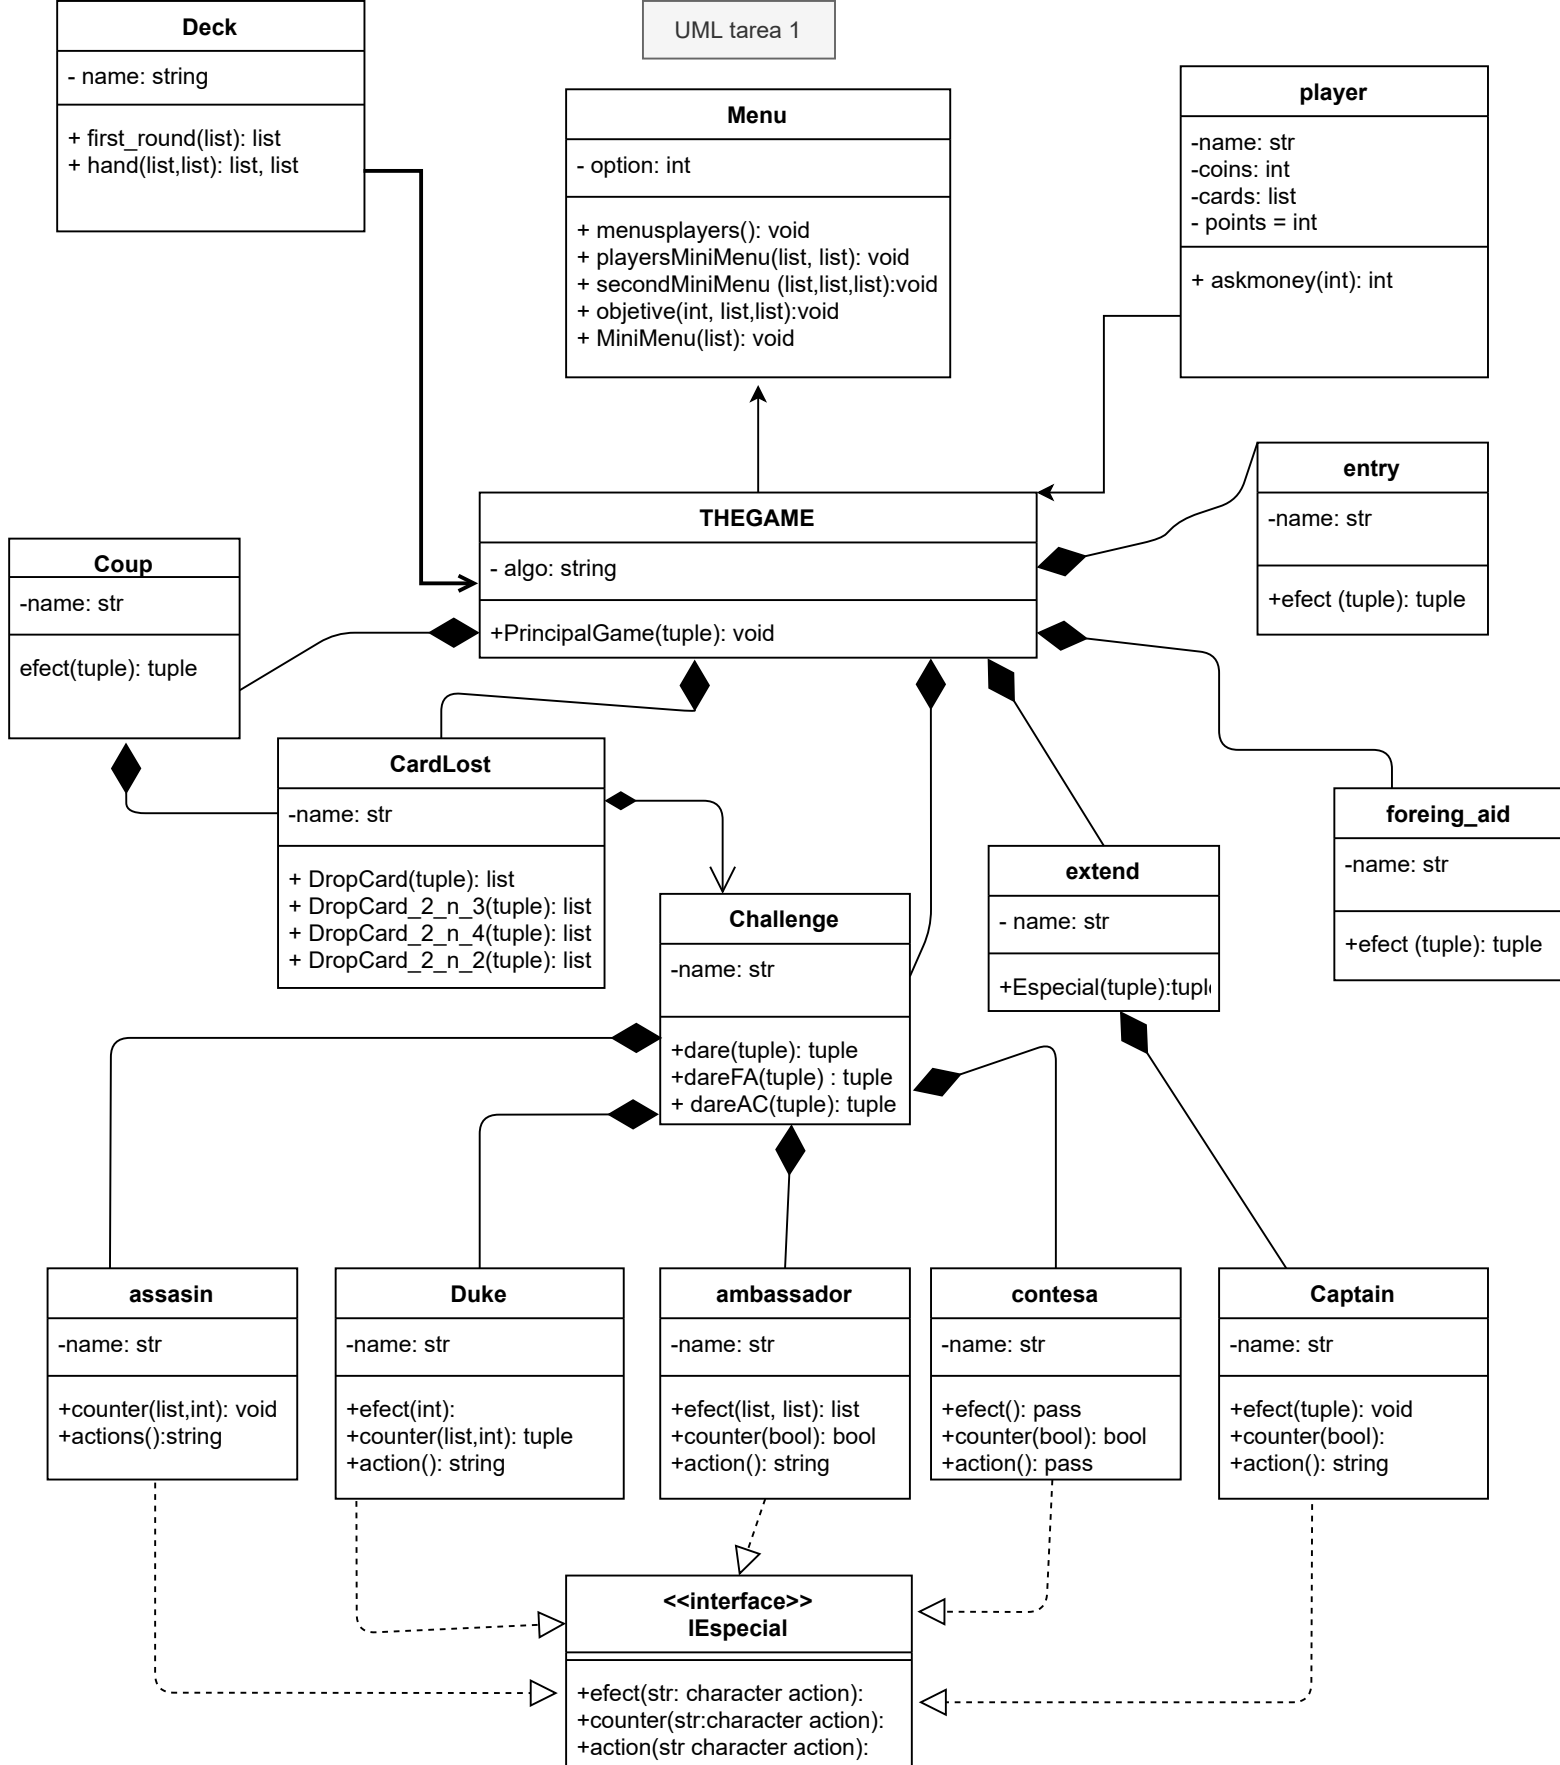 Deck
- name: string
+ first_round(list): list
+ hand(list,list): list, list
UML tarea 1
Menu
- option: int
+ menusplayers(): void
+ playersMiniMenu(list, list): void
+ secondMiniMenu (list,list,list):void
+ objetive(int, list,list):void
+ MiniMenu(list): void
player
-name: str
-coins: int
-cards: list
- points = int
+ askmoney(int): int
entry
-name: str
+efect (tuple): tuple
THEGAME
- algo: string
+PrincipalGame(tuple): void
Coup
-name: str
efect(tuple): tuple
CardLost
-name: str
+ DropCard(tuple): list
+ DropCard_2_n_3(tuple): list
+ DropCard_2_n_4(tuple): list
+ DropCard_2_n_2(tuple): list
Challenge
-name: str
+dare(tuple): tuple
+dareFA(tuple) : tuple
+ dareAC(tuple): tuple
extend
- name: str
+Especial(tuple):tupl
foreing_aid
-name: str
+efect (tuple): tuple
assasin
-name: str
+counter(list,int): void
+actions():string
Duke
-name: str
+efect(int):
+counter(list,int): tuple
+action(): string
ambassador
-name: str
+efect(list, list): list
+counter(bool): bool
+action(): string
contesa
-name: str
+efect(): pass
+counter(bool): bool
+action(): pass
Captain
-name: str
+efect(tuple): void
+counter(bool):
+action(): string
<<interface>>
IEspecial
+efect(str: character action):
+counter(str:character action):
+action(str character action):